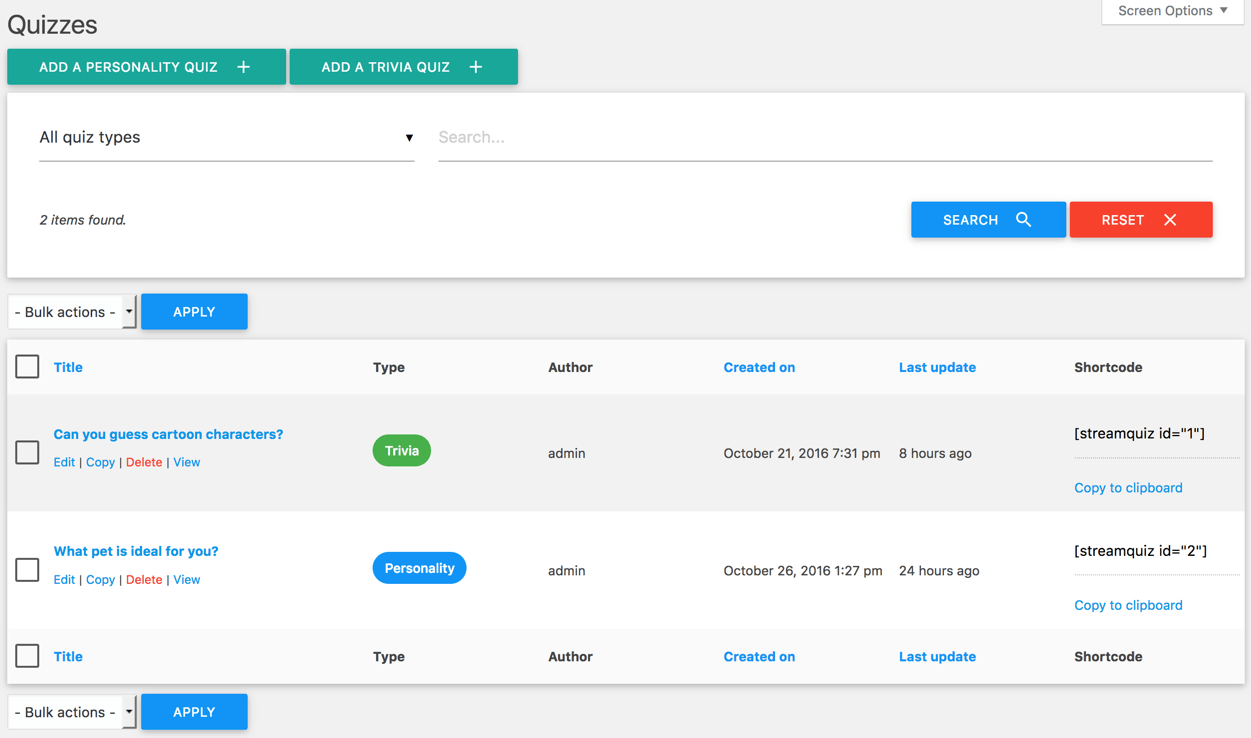 Screen Options
Quizzes
ADD A PERSONALITY QUIZ
ADD A TRIVIA QUIZ
All quiz types
Search...
2 items found.
SEARCH
RESET
- Bulk actions -
APPLY
Title Type Author Created on Last update Shortcode
Can you guess cartoon characters?
Edit | Copy | Delete | View
Trivia
admin
October 21, 2016 7:31 pm
8 hours ago
[streamquiz id="1"]
Copy to clipboard
What pet is ideal for you?
Edit | Copy | Delete | View
Personality
admin
October 26, 2016 1:27 pm
24 hours ago
[streamquiz id="2"]
Copy to clipboard
Title Type Author Created on Last update Shortcode
- Bulk actions -
APPLY